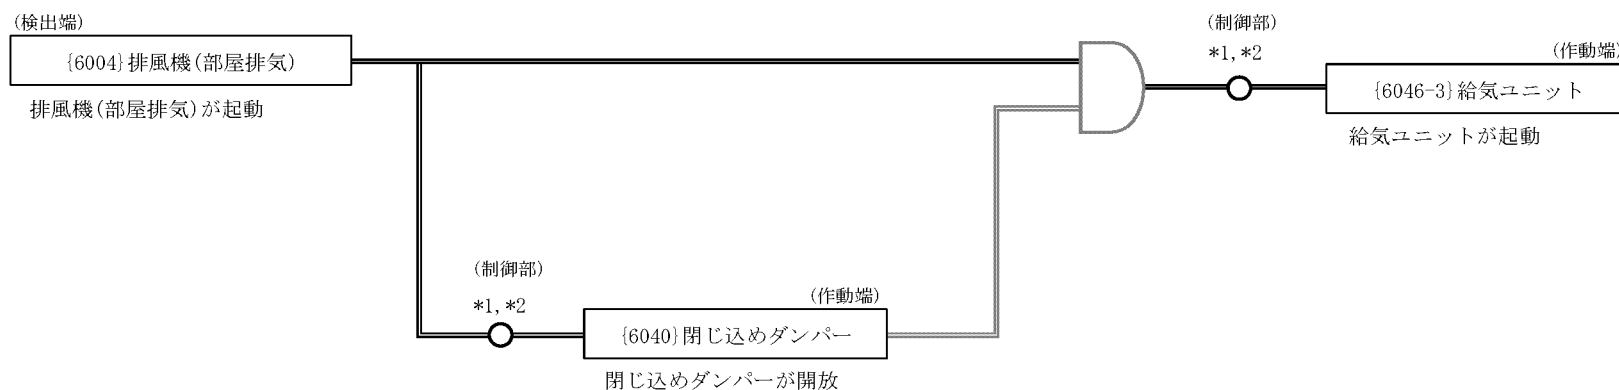 (検出端)
{6004}排風機(部屋排気)
排風機(部屋排気)が起動
(制御部)
*1,*2
(作動端)
{6046-3}給気ユニット
給気ユニットが起動
(制御部)
*1,*2
(作動端)
{6040}閉じ込めダンパー
閉じ込めダンパーが開放